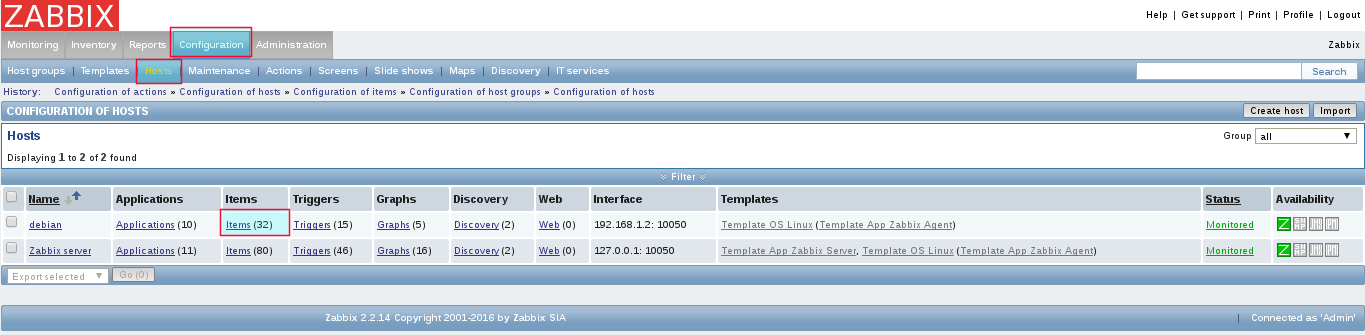 ZABBIX
Help | Get support | Print | Profile | Logout
Monitoring Inventory Reports Configuration Administration
Zabbix
Host groups | Templates | Hosts | Maintenance | Actions | Screens | Slide shows | Maps | Discovery | IT services
Search
History: Configuration of actions » Configuration of hosts » Configuration of items » Configuration of host groups » Configuration of hosts
CONFIGURATION OF HOSTS
Create host Import
Hosts
Group all
Displaying 1 to 2 of 2 found
Filter
Name Applications Items Triggers Graphs Discovery Web Interface Templates Status Availability
debian Applications (10) Items (32) Triggers (15) Graphs (5) Discovery (2) Web (0) 192.168.1.2: 10050 Template OS Linux (Template App Zabbix Agent) Monitored Z
Zabbix server Applications (11) Items (80) Triggers (46) Graphs (16) Discovery (2) Web (0) 127.0.0.1: 10050 Template App Zabbix Server, Template OS Linux (Template App Zabbix Agent) Monitored Z
Export selected Go (0)
Zabbix 2.2.14 Copyright 2001-2016 by Zabbix SIA
| Connected as 'Admin'